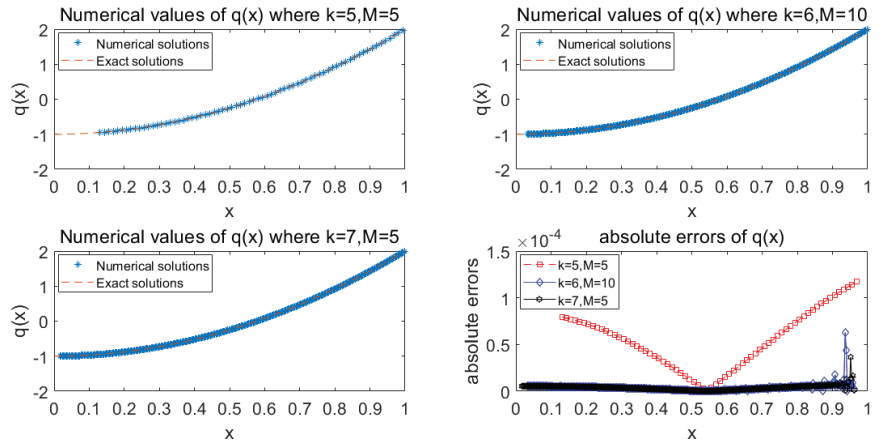 Numerical values of q(x) where k=5,M=5
2
1
0
-1
-2
q(x)
Numerical solutions
Exact solutions
0 0.1 0.2 0.3 0.4 0.5 0.6 0.7 0.8 0.9 1
x
Numerical values of q(x) where k=6,M=10
2
1
0
-1
-2
q(x)
Numerical solutions
Exact solutions
0 0.1 0.2 0.3 0.4 0.5 0.6 0.7 0.8 0.9 1
x
Numerical values of q(x) where k=7,M=5
2
1
0
-1
-2
q(x)
Numerical solutions
Exact solutions
0 0.1 0.2 0.3 0.4 0.5 0.6 0.7 0.8 0.9 1
x
×10^-4
absolute errors of q(x)
1.5
1
0.5
0
absolute errors
k=5,M=5
k=6,M=10
k=7,M=5
0 0.1 0.2 0.3 0.4 0.5 0.6 0.7 0.8 0.9 1
x